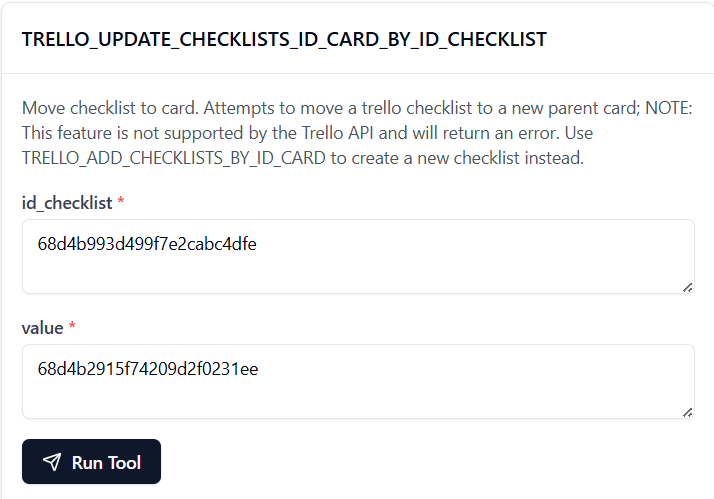 TRELLO_UPDATE_CHECKLISTS_ID_CARD_BY_ID_CHECKLIST
Move checklist to card. Attempts to move a trello checklist to a new parent card; NOTE:
This feature is not supported by the Trello API and will return an error. Use
TRELLO_ADD_CHECKLISTS_BY_ID_CARD to create a new checklist instead.
id_checklist *
68d4b993d499f7e2cabc4dfe
value *
68d4b2915f74209d2f0231ee
Run Tool